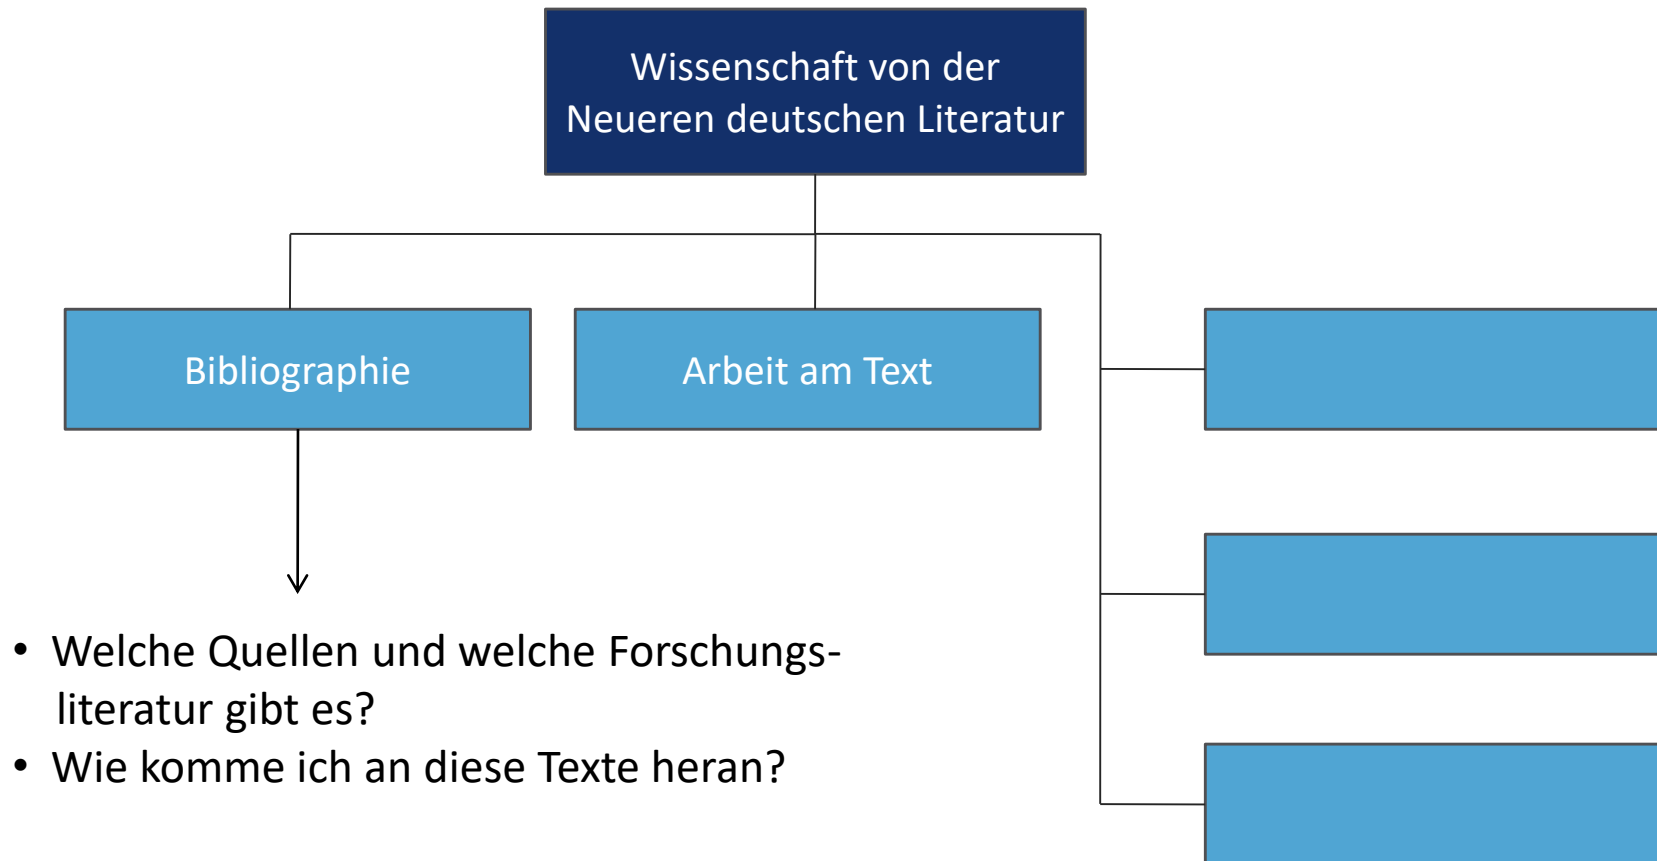 Wissenschaft von der
Neueren deutschen Literatur
Bibliographie
Arbeit am Text
• Welche Quellen und welche Forschungs-
literatur gibt es?
• Wie komme ich an diese Texte heran?